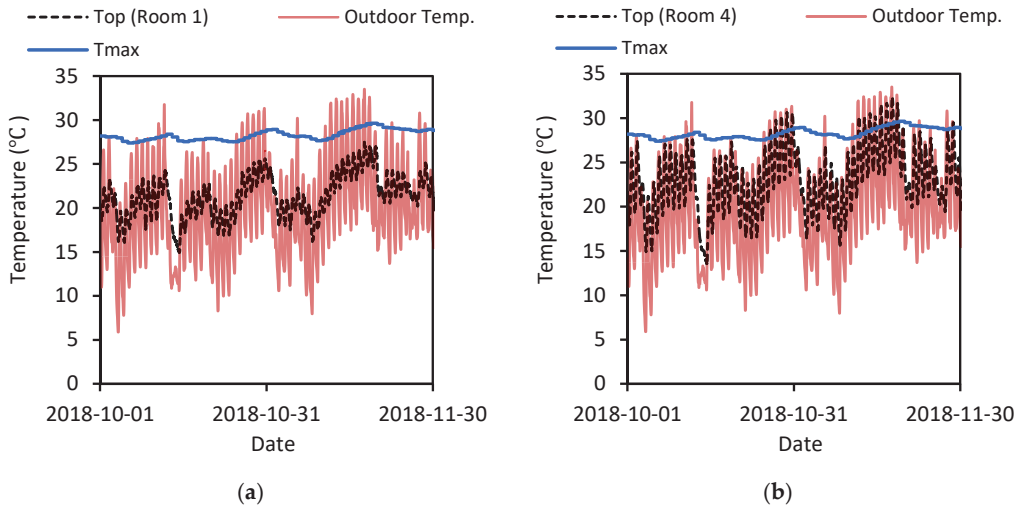 Top (Room 1)
Outdoor Temp.
Tmax
35
30
25
20
15
10
5
0
Temperature (°C)
2018-10-01
2018-10-31
2018-11-30
Date
(a)
Top (Room 4)
Outdoor Temp.
Tmax
35
30
25
20
15
10
5
0
Temperature (°C)
2018-10-01
2018-10-31
2018-11-30
Date
(b)